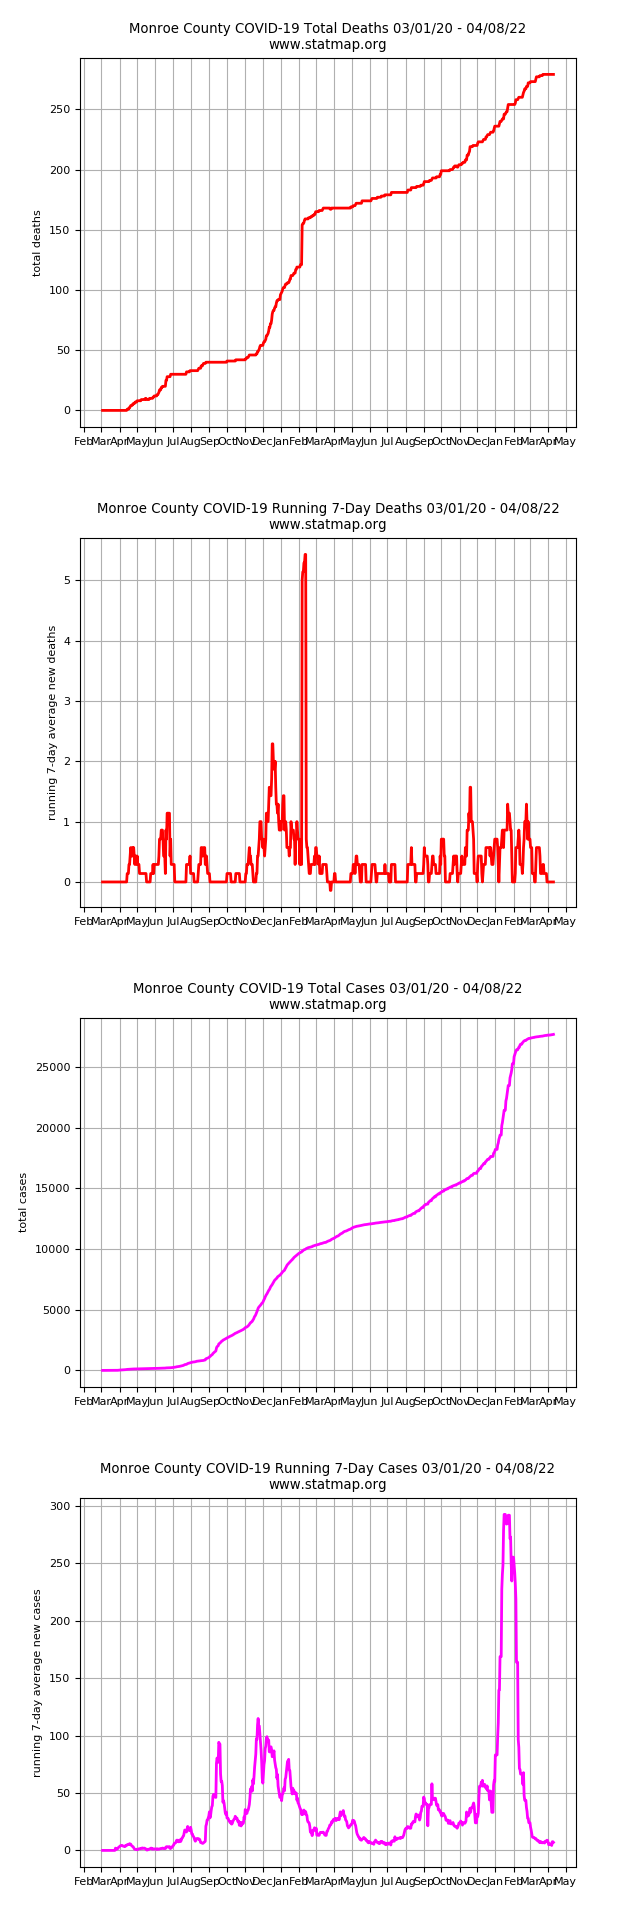 Monroe County COVID-19 Total Deaths 03/01/20 - 04/08/22
www.statmap.org
250
200
150
100
50
0
total deaths
Feb Mar Apr May Jun Jul Aug Sep Oct Nov Dec Jan Feb Mar Apr May Jun Jul Aug Sep Oct Nov Dec Jan Feb Mar Apr May
Monroe County COVID-19 Running 7-Day Deaths 03/01/20 - 04/08/22
www.statmap.org
5
4
3
2
1
0
running 7-day average new deaths
Feb Mar Apr May Jun Jul Aug Sep Oct Nov Dec Jan Feb Mar Apr May Jun Jul Aug Sep Oct Nov Dec Jan Feb Mar Apr May
Monroe County COVID-19 Total Cases 03/01/20 - 04/08/22
www.statmap.org
25000
20000
15000
10000
5000
0
total cases
Feb Mar Apr May Jun Jul Aug Sep Oct Nov Dec Jan Feb Mar Apr May Jun Jul Aug Sep Oct Nov Dec Jan Feb Mar Apr May
Monroe County COVID-19 Running 7-Day Cases 03/01/20 - 04/08/22
www.statmap.org
300
250
200
150
100
50
0
running 7-day average new cases
Feb Mar Apr May Jun Jul Aug Sep Oct Nov Dec Jan Feb Mar Apr May Jun Jul Aug Sep Oct Nov Dec Jan Feb Mar Apr May